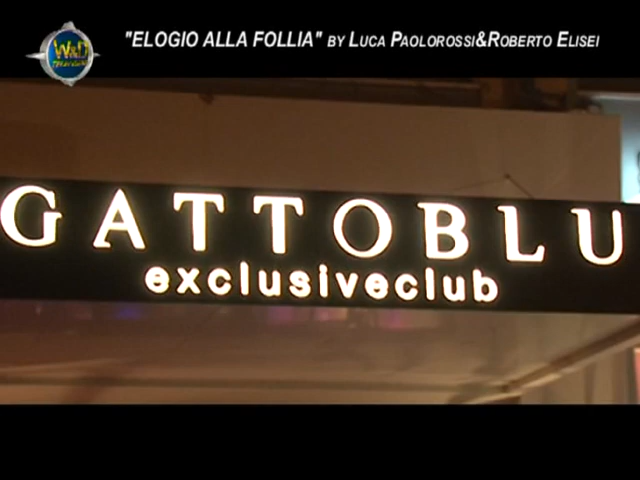 "ELOGIO ALLA FOLLIA" BY LUCA PAOLOROSSI&ROBERTO ELISEI
W&D
GATTOBLU
exclusiveclub